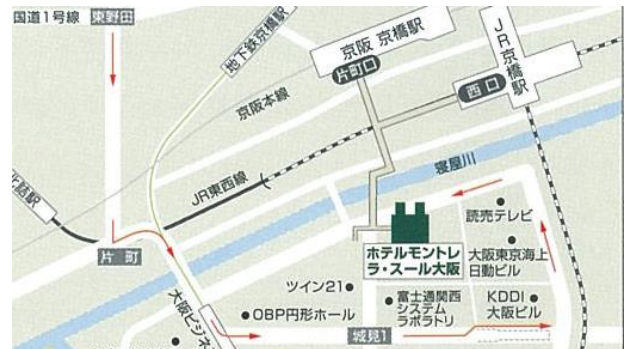 国道1号線 東野田
地下鉄京橋駅
京阪 京橋駅
片町口
JR京橋駅
西口
京阪本線
JR東西線
寝屋川
片町
読売テレビ
ホテルモントレ
ラ・スール大阪
大阪東京海上
日動ビル
ツイン21
OBP円形ホール
富士通関西
システム
ラボラトリ
KDDI
大阪ビル
城見1
大阪ビジネ